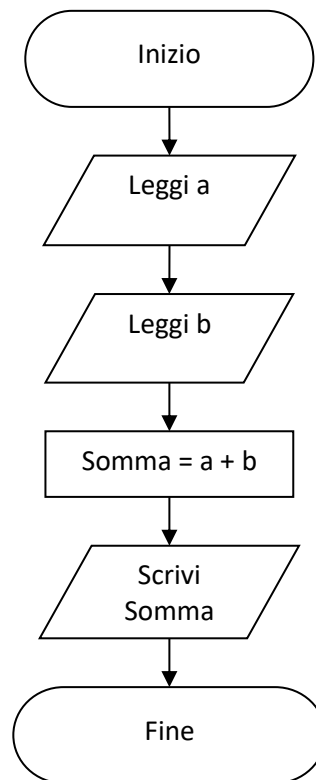 Inizio
Leggi a
Leggi b
Somma = a + b
Scrivi
Somma
Fine